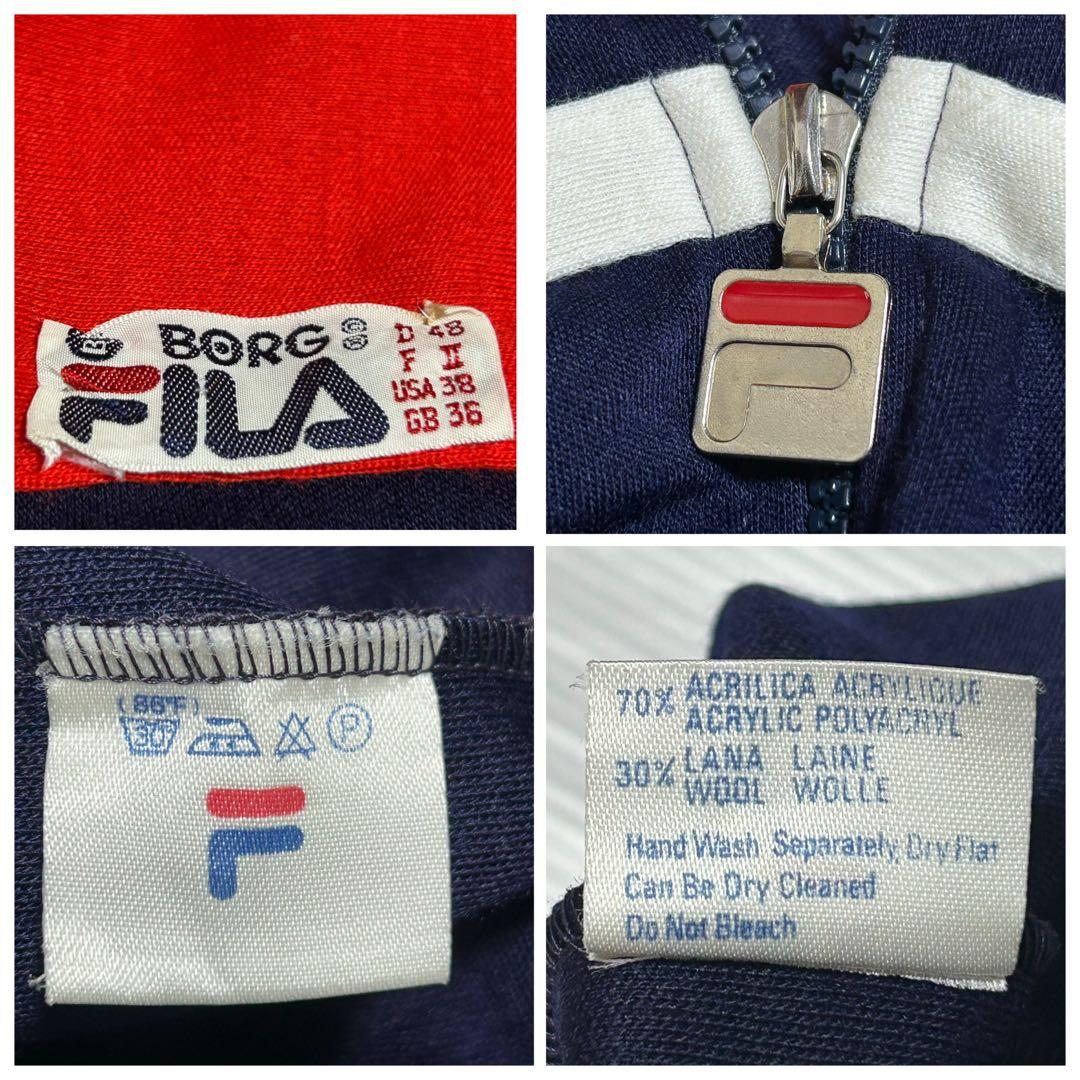 BORG
FILA
D 48
F II
USA 38
GB 36
F
(86°F)
30
P
F
70% ACRILICA ACRYLIQUE
ACRYLIC POLYACRYL
30% LANA LAINE
WOOL WOLLE
Hand Wash Separately, Dry Flat
Can Be Dry Cleaned
Do Not Bleach